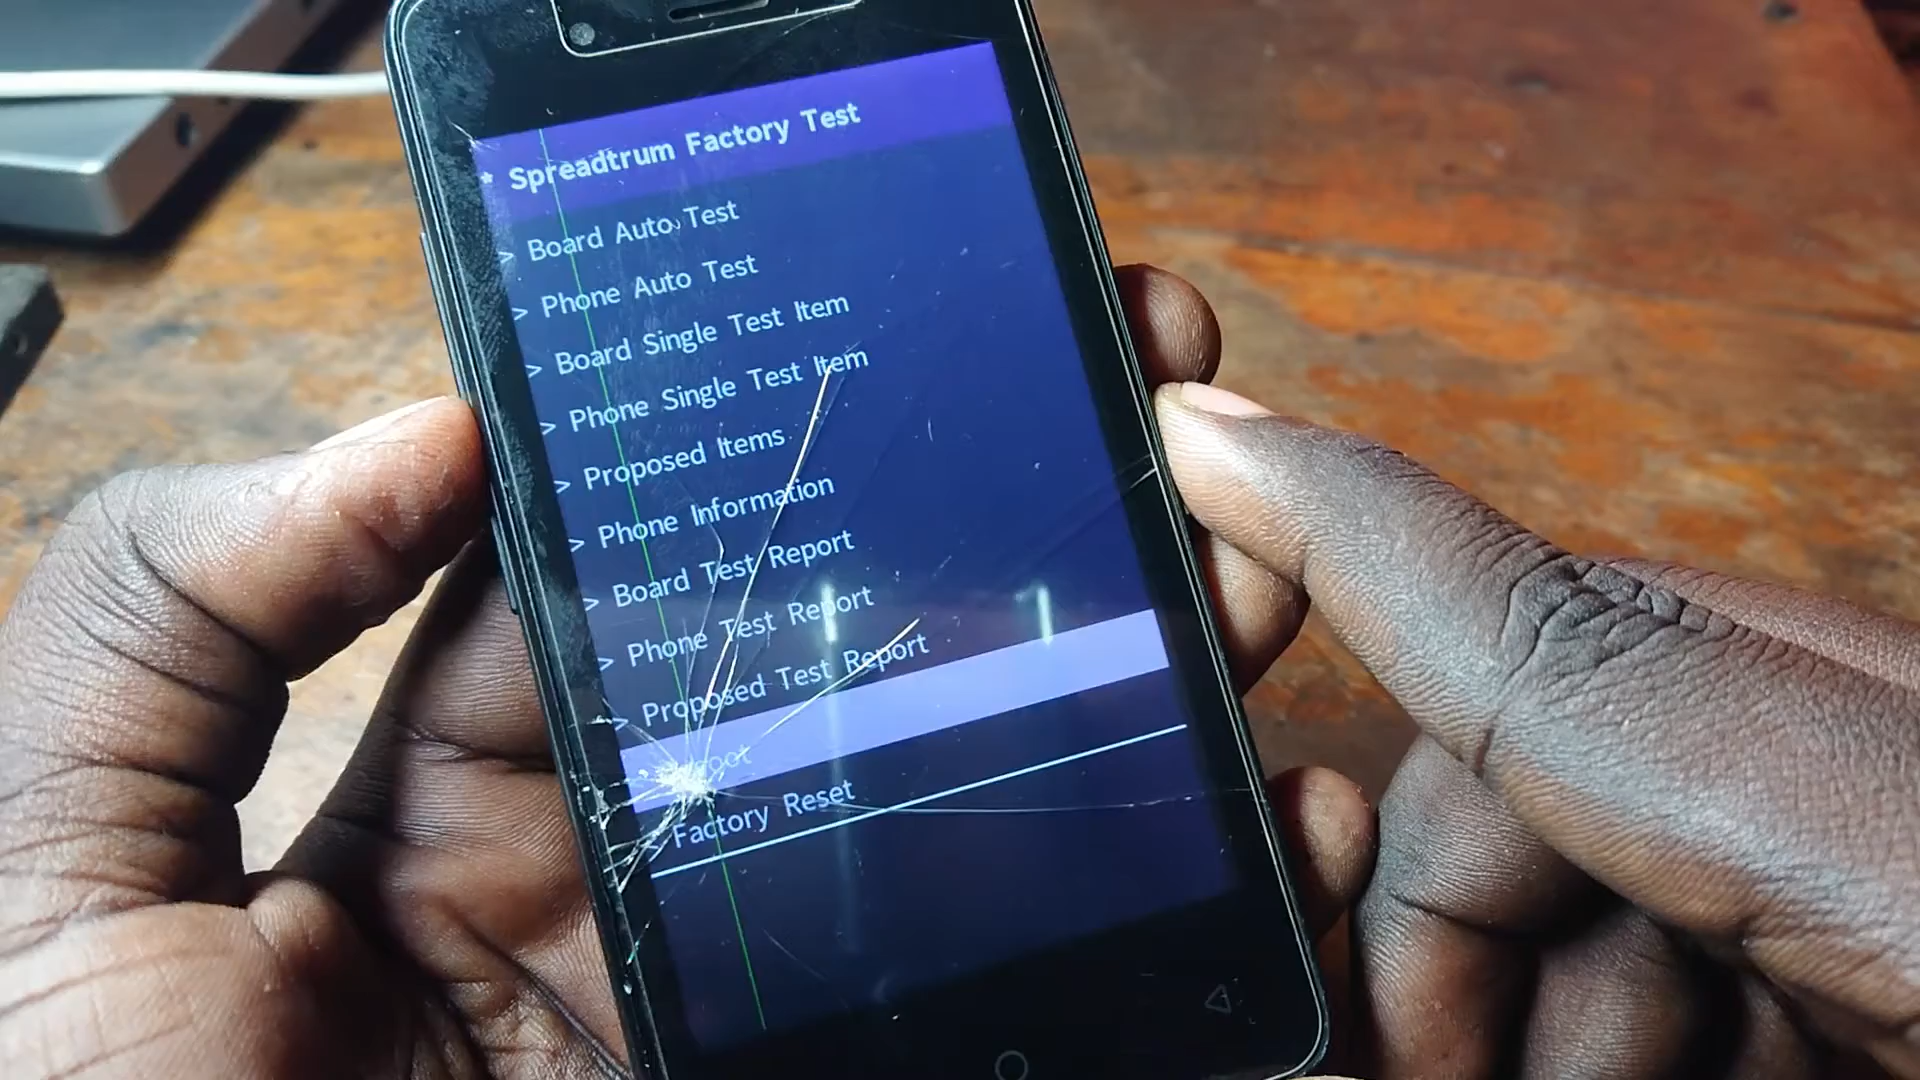 * Spreadtrum Factory Test
> Board Auto Test
> Phone Auto Test
> Board Single Test Item
> Phone Single Test Item
> Proposed Items
> Phone Information
> Board Test Report
> Phone Test Report
> Proposed Test Report
> Factory Reset